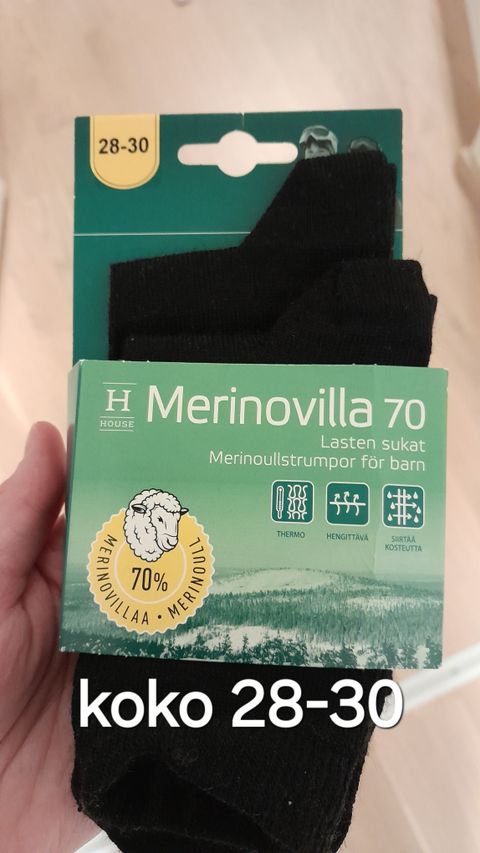 28-30
H
HOUSE
Merinovilla 70
Lasten sukat
Merinoullstrumpor för barn
THERMO
HENGITTÄVÄ
SIIRTÄÄ
KOSTEUTTA
MERINOVILLAA • MERINOULL
70%
koko 28-30